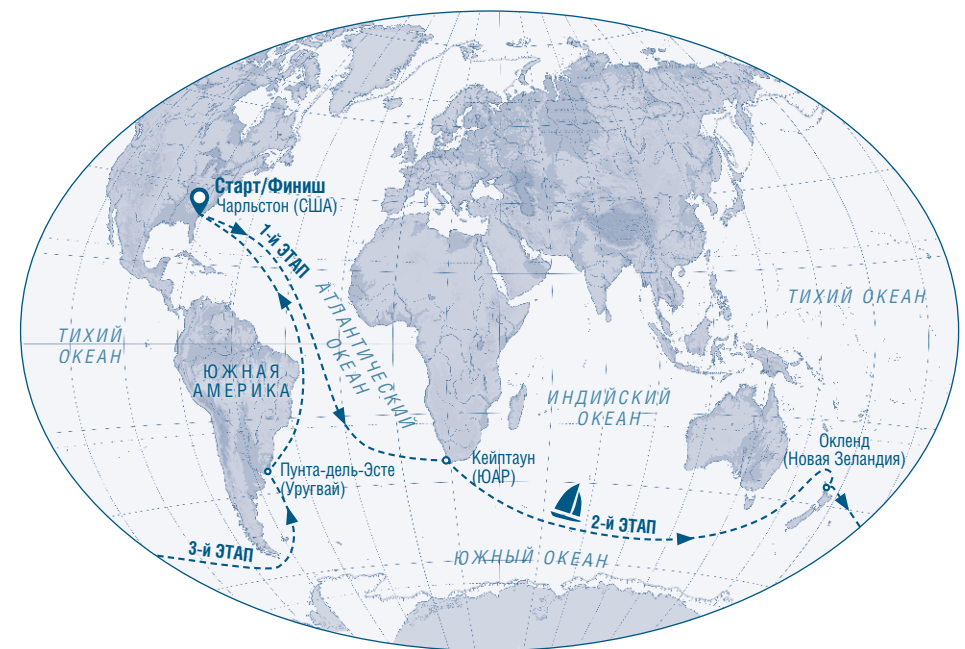 Старт/Финиш
Чарльстон (США)
1-й ЭТАП
АТЛАНТИЧЕСКИЙ
ОКЕАН
ТИХИЙ ОКЕАН
ТИХИЙ
ОКЕАН
ЮЖНАЯ
АМЕРИКА
ИНДИЙСКИЙ
ОКЕАН
Окленд
(Новая Зеландия)
Кейптаун
(ЮАР)
Пунта-дель-Эсте
(Уругвай)
2-й ЭТАП
3-й ЭТАП
ЮЖНЫЙ ОКЕАН